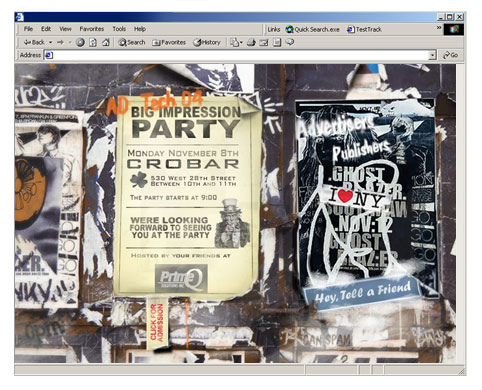 File Edit View Favorites Tools Help
Links Quick Search.exe TestTrack
Back Search Favorites History
Address Go
AD Tech 04
BIG IMPRESSION
PARTY
MONDAY NOVEMBER 8TH
CROBAR
530 WEST 28TH STREET
BETWEEN 10TH AND 11TH
THE PARTY STARTS AT 9:00
WERE LOOKING
FORWARD TO SEEING
YOU AT THE PARTY
HOSTED BY YOUR FRIENDS AT
PrimeQ
CLICK FOR
ADMISSION
Advertisers
Publishers
GHOST
I NY
NOV:12
GHOST
Hey, Tell a Friend
SPAM